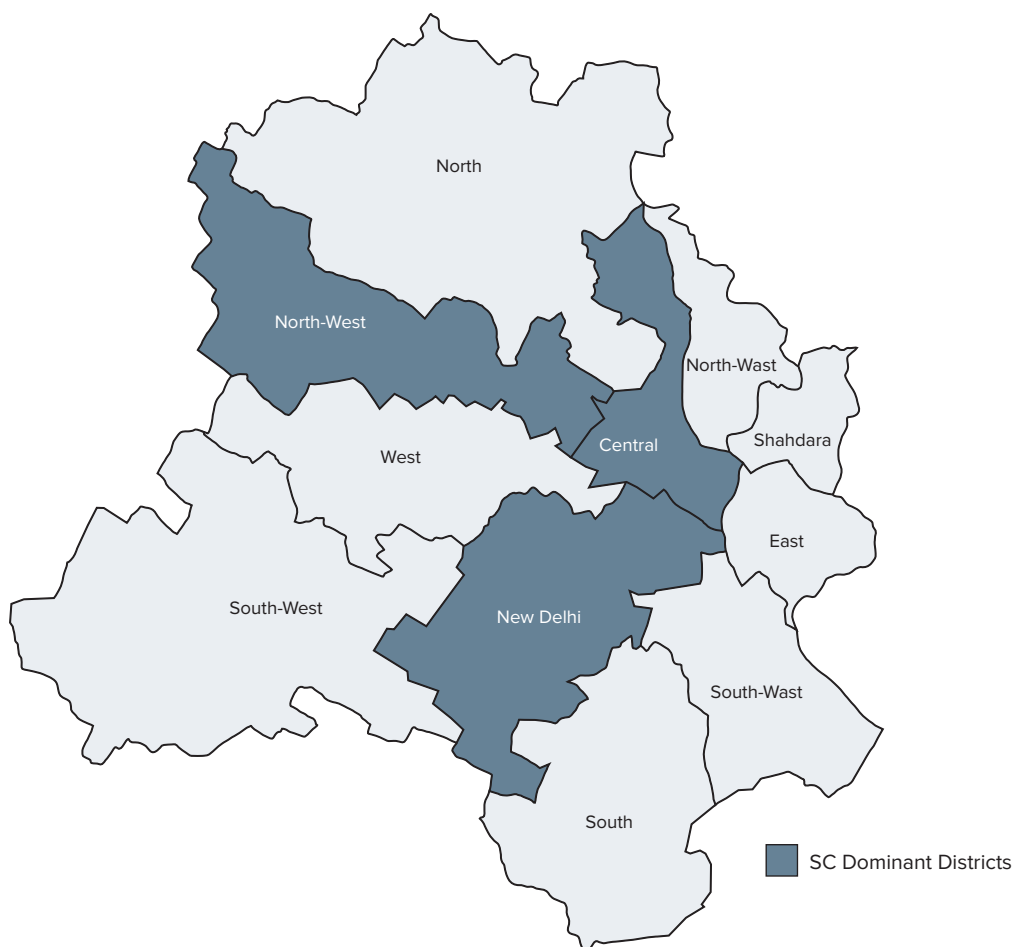 North
North-West
North-Wast
Shahdara
Central
West
East
South-West
New Delhi
South-Wast
South
SC Dominant Districts